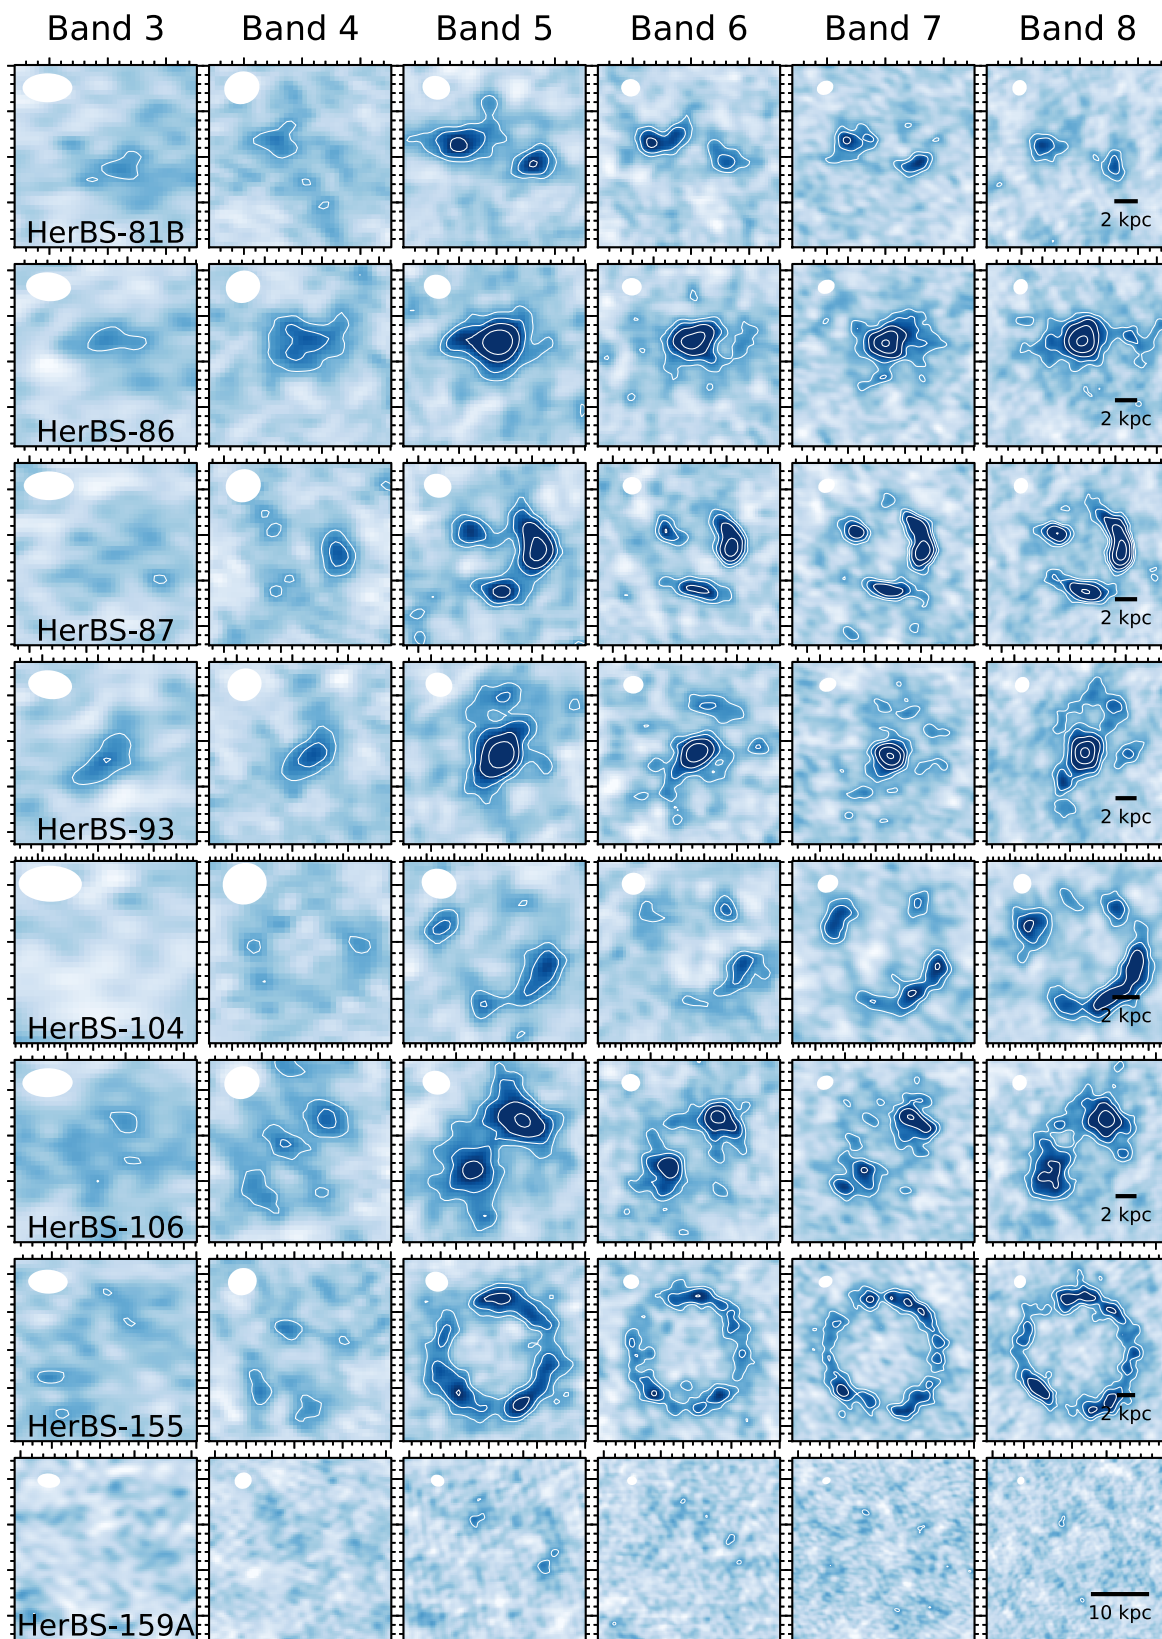 Band 3 Band 4 Band 5 Band 6 Band 7 Band 8
HerBS-81B
2 kpc
HerBS-86
2 kpc
HerBS-87
2 kpc
HerBS-93
2 kpc
HerBS-104
2 kpc
HerBS-106
2 kpc
HerBS-155
2 kpc
HerBS-159A
10 kpc